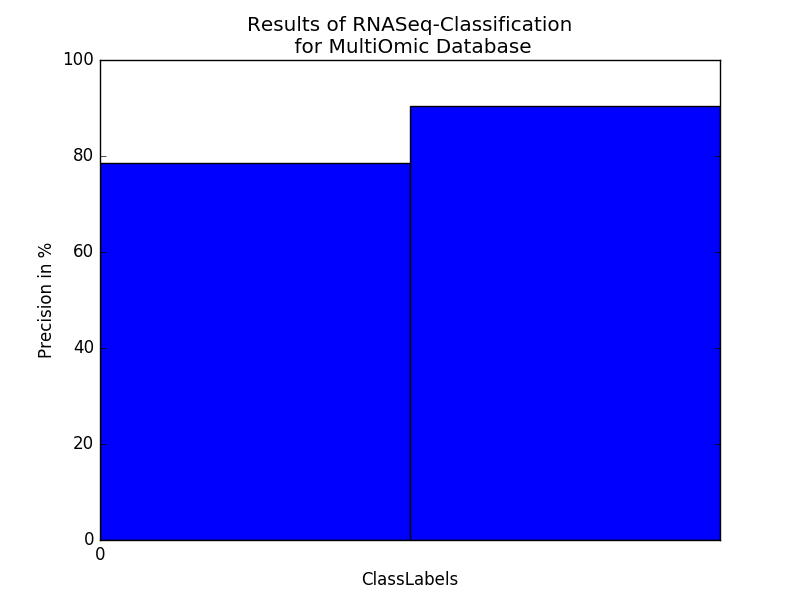 Results of RNASeq-Classification
for MultiOmic Database
100
80
60
40
20
0
Precision in %
0
ClassLabels